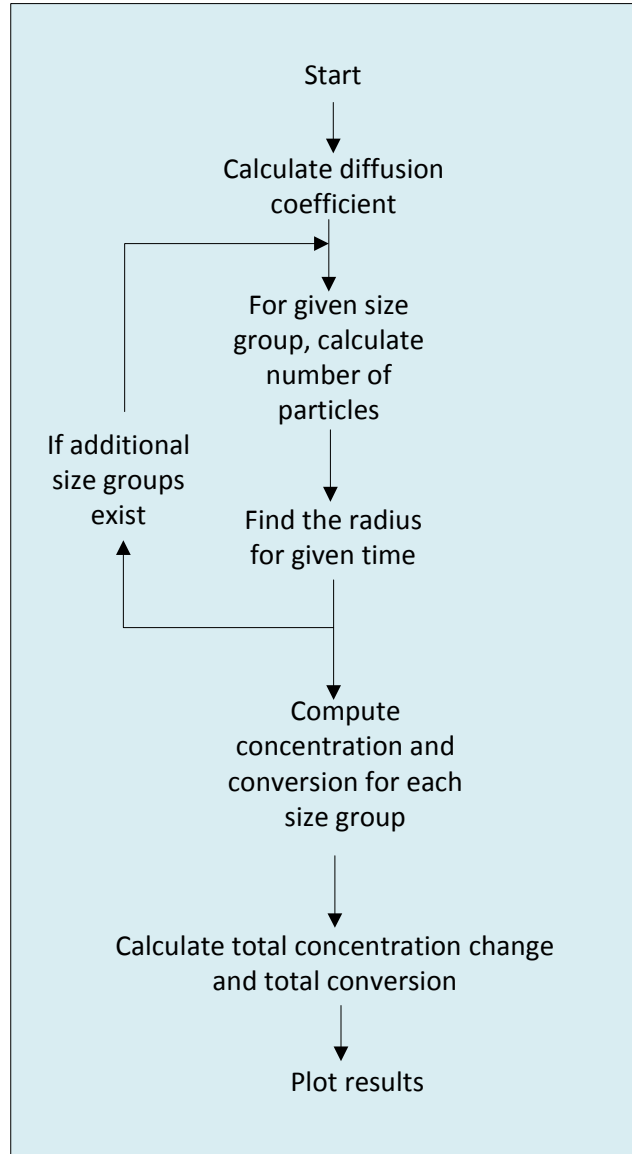 Start
Calculate diffusion
coefficient
For given size
group, calculate
number of
particles
If additional
size groups
exist
Find the radius
for given time
Compute
concentration and
conversion for each
size group
Calculate total concentration change
and total conversion
Plot results